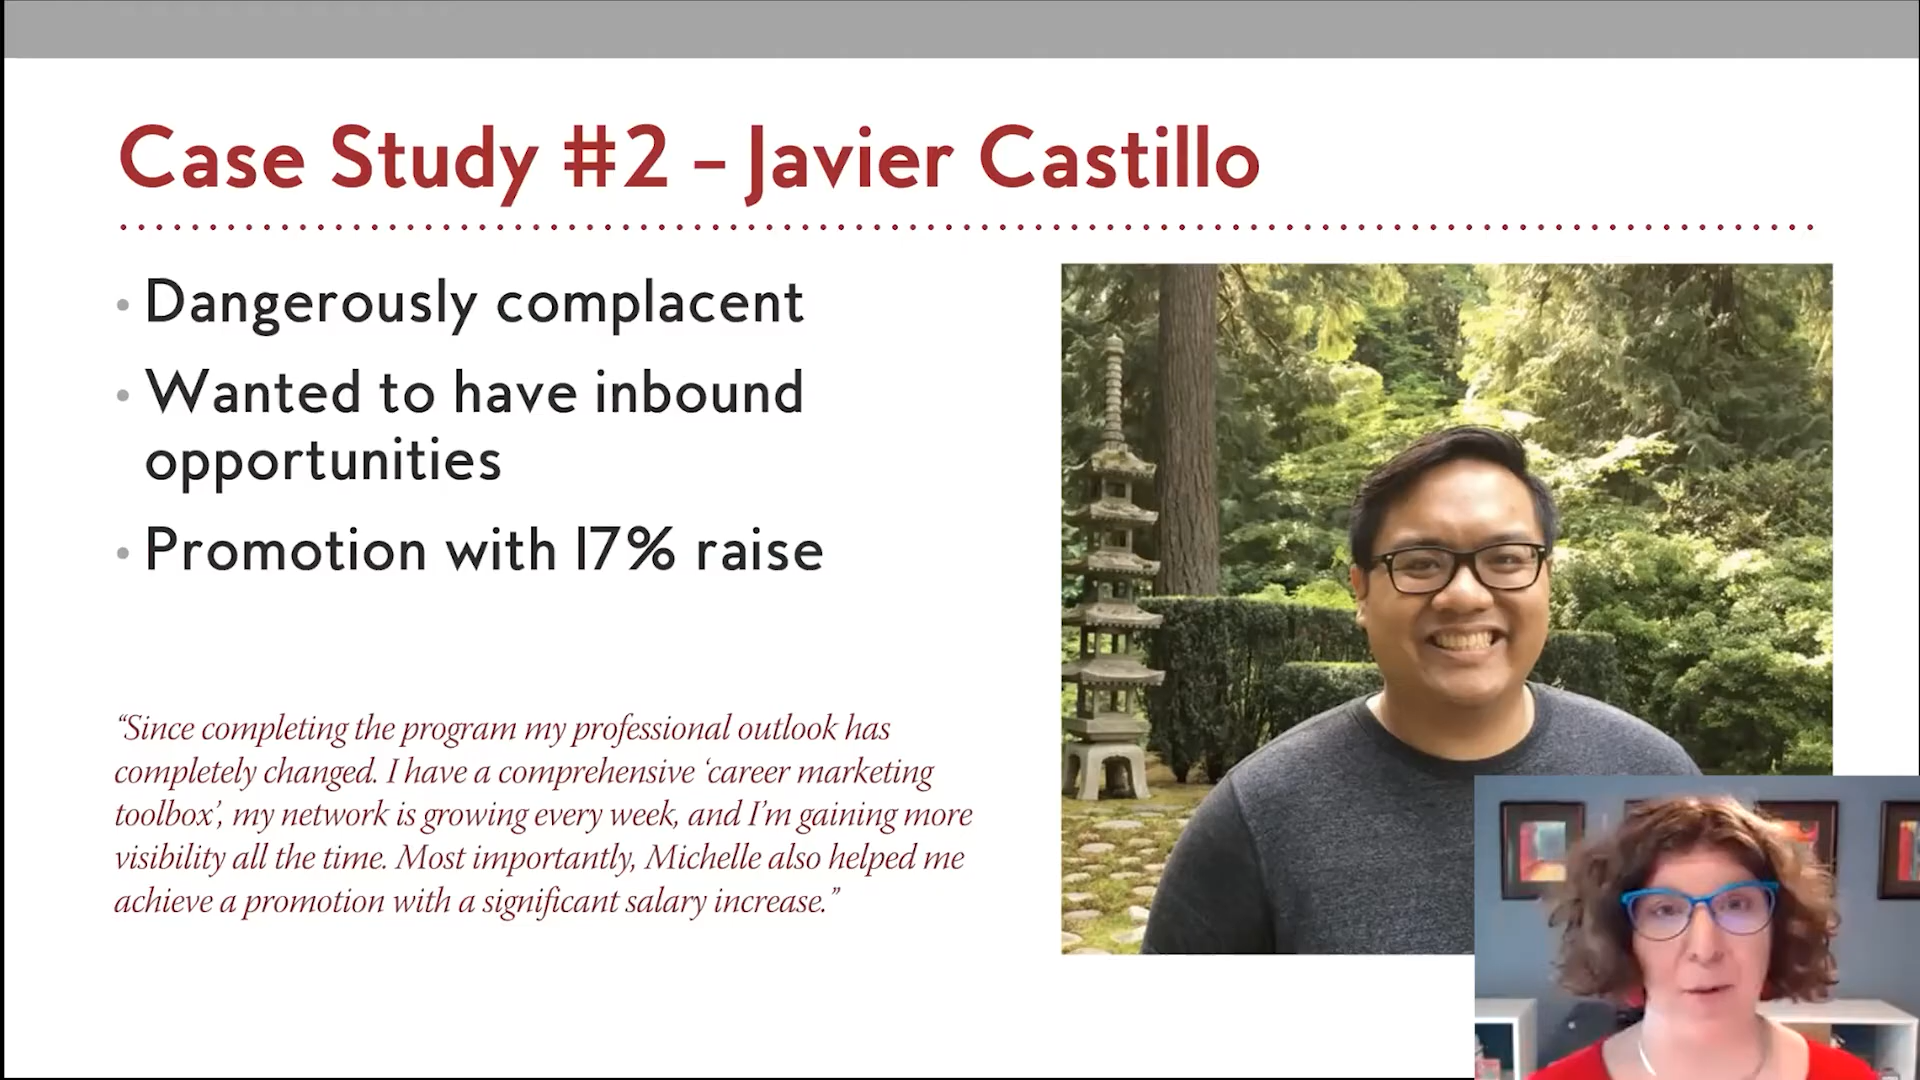 Case Study #2 – Javier Castillo
• Dangerously complacent
• Wanted to have inbound
opportunities
• Promotion with 17% raise
“Since completing the program my professional outlook has
completely changed. I have a comprehensive ‘career marketing
toolbox’, my network is growing every week, and I’m gaining more
visibility all the time. Most importantly, Michelle also helped me
achieve a promotion with a significant salary increase.”